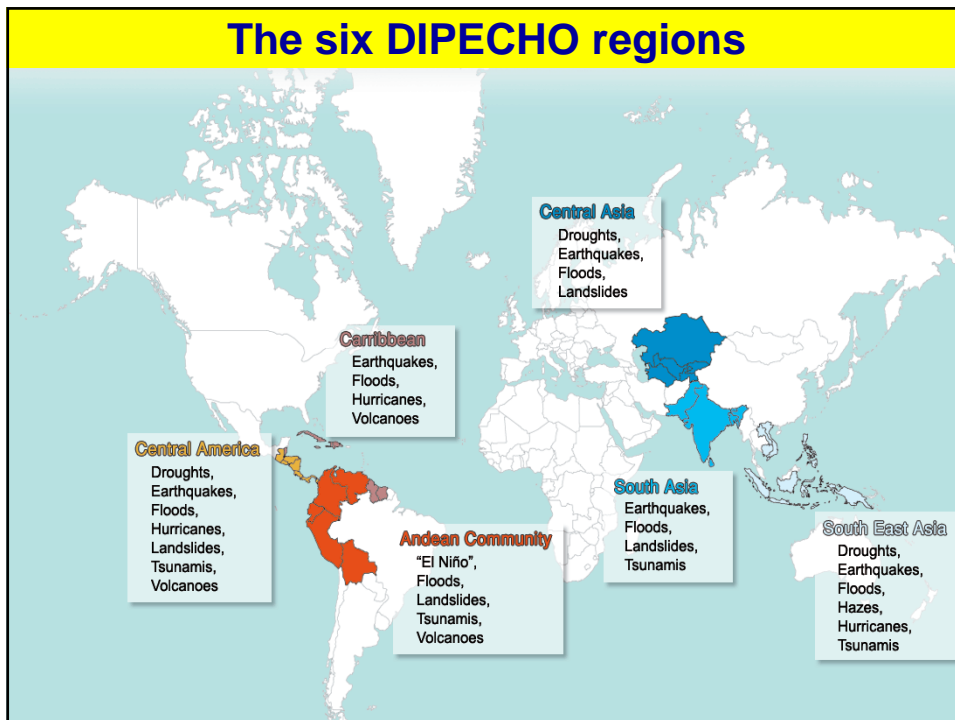 The six DIPECHO regions
Central Asia
Droughts,
Earthquakes,
Floods,
Landslides
Carribbean
Earthquakes,
Floods,
Hurricanes,
Volcanoes
Central America
Droughts,
Earthquakes,
Floods,
Hurricanes,
Landslides,
Tsunamis,
Volcanoes
Andean Community
“El Niño”,
Floods,
Landslides,
Tsunamis,
Volcanoes
South Asia
Earthquakes,
Floods,
Landslides,
Tsunamis
South East Asia
Droughts,
Earthquakes,
Floods,
Hazes,
Hurricanes,
Tsunamis